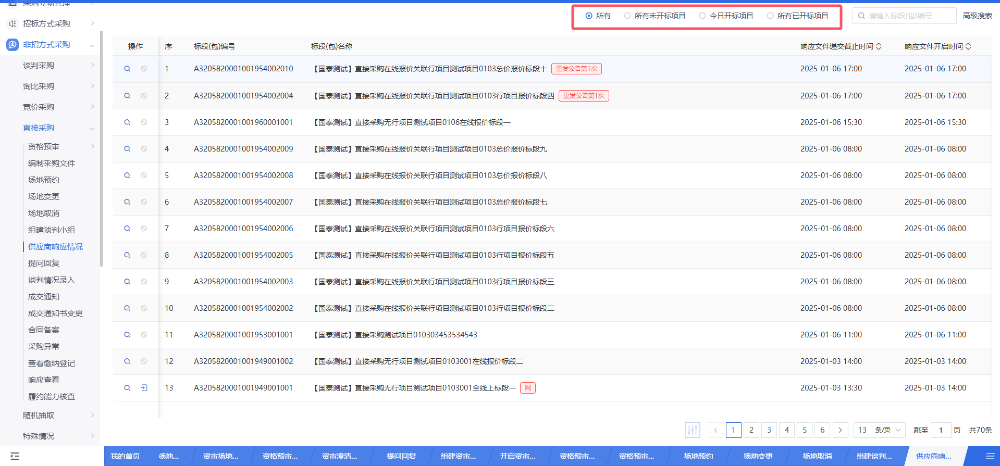 采购立项管理
招标方式采购
非招方式采购
谈判采购
询比采购
竞价采购
直接采购
资格预审
编制采购文件
场地预约
场地变更
场地取消
组建谈判小组
供应商响应情况
提问回复
谈判情况录入
成交通知
成交通知书变更
合同备案
采购异常
查看缴纳登记
响应查看
履约能力核查
随机抽取
特殊情况
所有 所有未开标项目 今日开标项目 所有已开标项目 请输入标段(包)编号 高级搜索
操作 序 标段(包)编号 标段(包)名称 响应文件递交截止时间 响应文件开启时间
1 A3205820001001954002010 【国泰测试】直接采购在线报价关联行项目测试项目0103总价报价标段十 重发公告第1次 2025-01-06 17:00 2025-01-06 17:00
2 A3205820001001954002004 【国泰测试】直接采购在线报价关联行项目测试项目0103行项目报价标段四 重发公告第1次 2025-01-06 17:00 2025-01-06 17:00
3 A3205820001001960001001 【国泰测试】直接采购无行项目测试项目0106在线报价标段一 2025-01-06 15:30 2025-01-06 15:30
4 A3205820001001954002009 【国泰测试】直接采购在线报价关联行项目测试项目0103总价报价标段九 2025-01-06 08:00 2025-01-06 08:00
5 A3205820001001954002008 【国泰测试】直接采购在线报价关联行项目测试项目0103总价报价标段八 2025-01-06 08:00 2025-01-06 08:00
6 A3205820001001954002007 【国泰测试】直接采购在线报价关联行项目测试项目0103总价报价标段七 2025-01-06 08:00 2025-01-06 08:00
7 A3205820001001954002006 【国泰测试】直接采购在线报价关联行项目测试项目0103行项目报价标段六 2025-01-06 08:00 2025-01-06 08:00
8 A3205820001001954002005 【国泰测试】直接采购在线报价关联行项目测试项目0103行项目报价标段五 2025-01-06 08:00 2025-01-06 08:00
9 A3205820001001954002003 【国泰测试】直接采购在线报价关联行项目测试项目0103行项目报价标段三 2025-01-06 08:00 2025-01-06 08:00
10 A3205820001001954002002 【国泰测试】直接采购在线报价关联行项目测试项目0103行项目报价标段二 2025-01-06 08:00 2025-01-06 08:00
11 A3205820001001953001001 【国泰测试】直接采购测试项目010303453534543 2025-01-06 11:00 2025-01-06 11:00
12 A3205820001001949001002 【国泰测试】直接采购无行项目测试项目0103001在线报价标段二 2025-01-03 14:00 2025-01-03 14:00
13 A3205820001001949001001 【国泰测试】直接采购无行项目测试项目0103001全线上标段一 网 2025-01-03 13:30 2025-01-03 14:00
1 2 3 4 5 6 13 条/页 跳至 1 页 共70条
我的首页 场地... 资审场地... 资格预审... 资审澄清... 提问回复 组建资审... 开启资审... 资格预审... 资格预审... 场地预约 场地变更 场地取消 组建谈判... 供应商响...